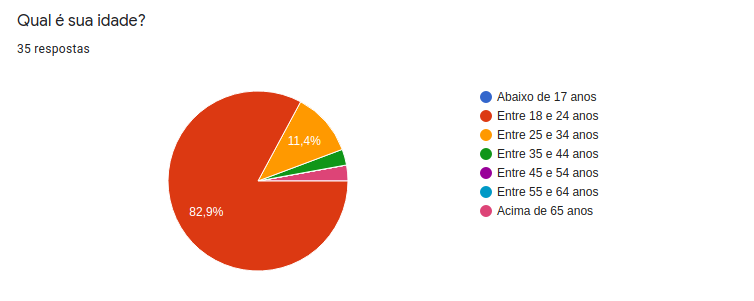 Qual é sua idade?
35 respostas
11,4%
82,9%
Abaixo de 17 anos
Entre 18 e 24 anos
Entre 25 e 34 anos
Entre 35 e 44 anos
Entre 45 e 54 anos
Entre 55 e 64 anos
Acima de 65 anos